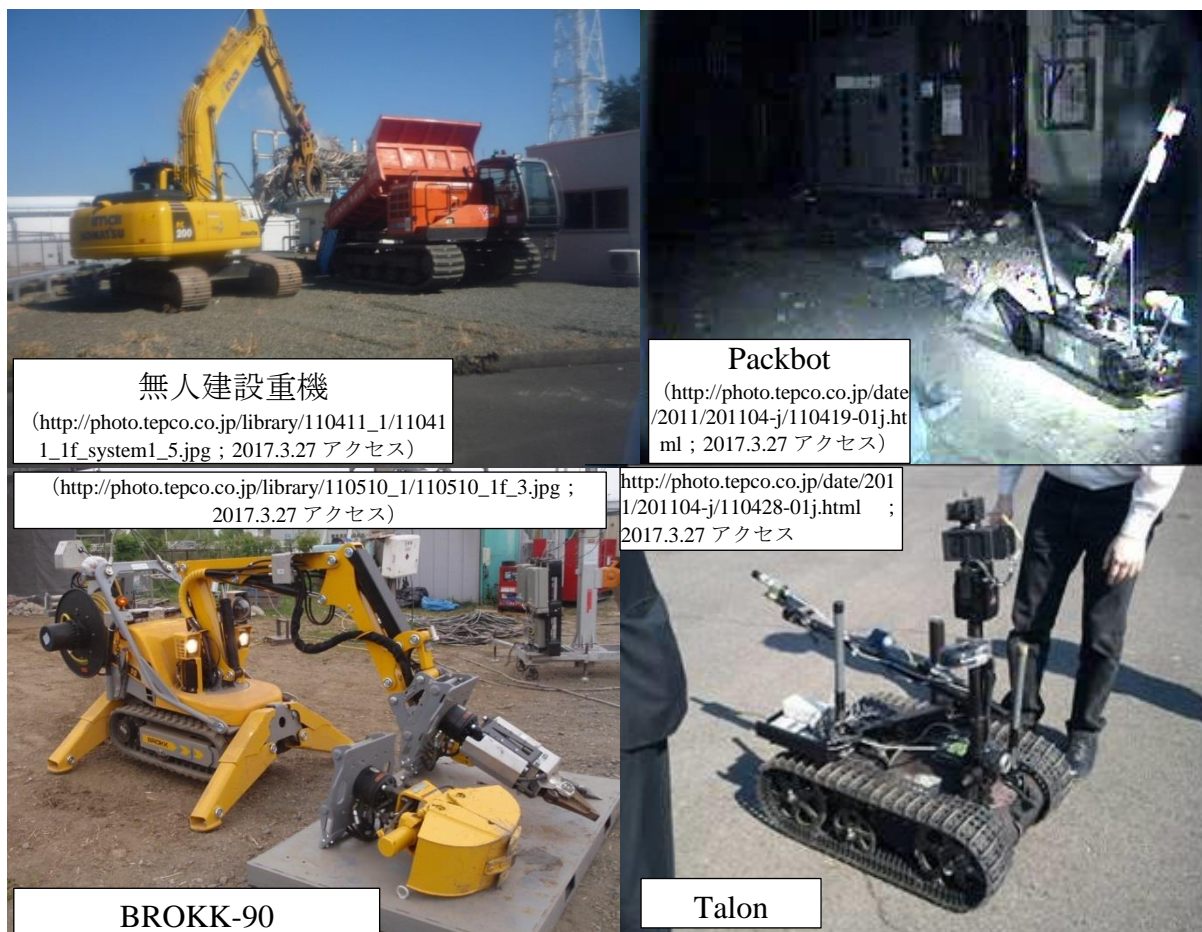 KOMATSU
PC
200
無人建設重機
（http://photo.tepco.co.jp/library/110411_1/11041
1_1f_system1_5.jpg；2017.3.27 アクセス）
Packbot
（http://photo.tepco.co.jp/date
/2011/201104-j/110419-01j.ht
ml；2017.3.27 アクセス）
（http://photo.tepco.co.jp/library/110510_1/110510_1f_3.jpg；
2017.3.27 アクセス）
BROKK
BROKK-90
http://photo.tepco.co.jp/date/201
1/201104-j/110428-01j.html ；
2017.3.27 アクセス
Talon